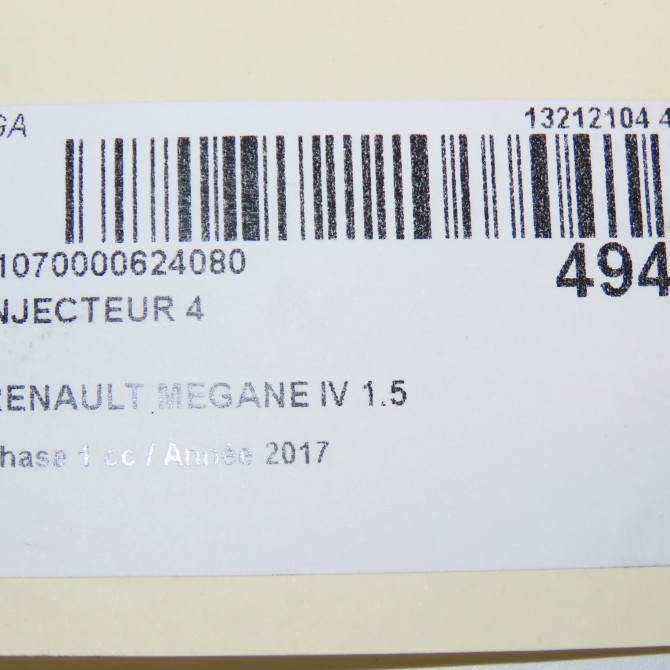 GA 13212104 4
1070000624080 494
NJECTEUR 4
RENAULT MEGANE IV 1.5
hase 1 cc / Année 2017